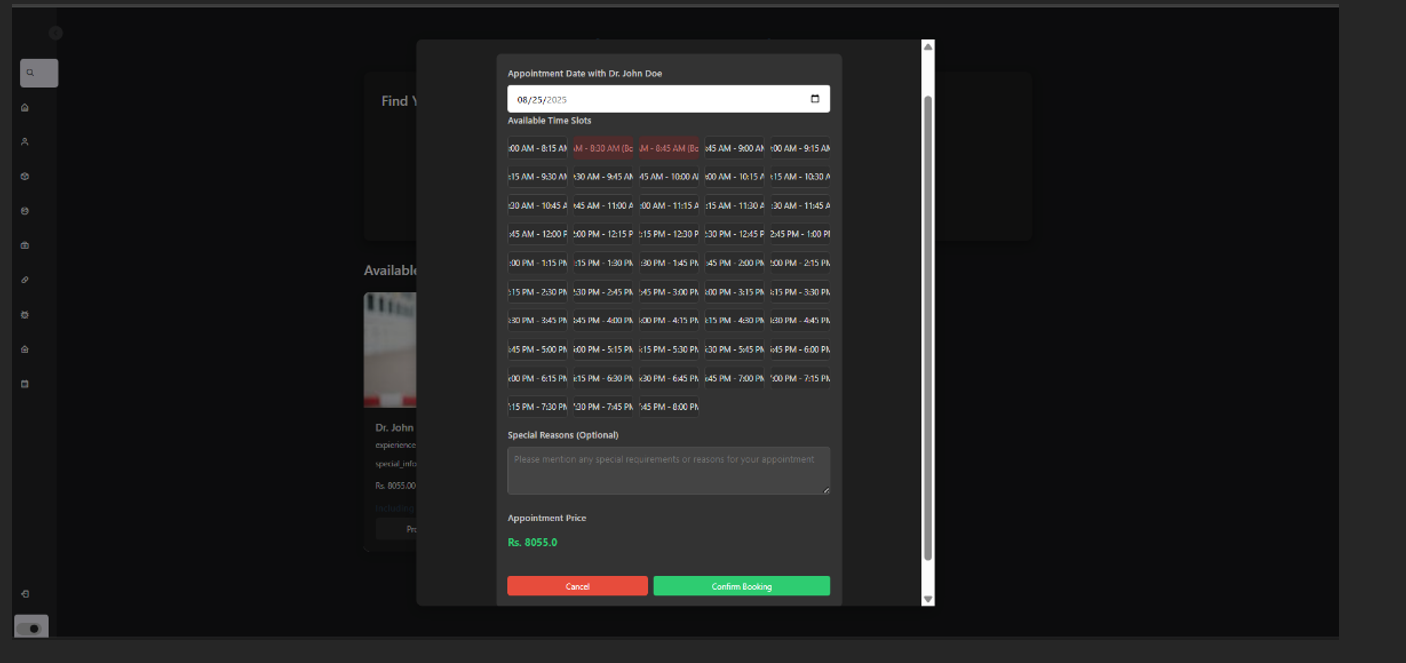 Find
Appointment Date with Dr. John Doe
08/25/2025
Available Time Slots
:00 AM - 8:15 AM
AM - 8:30 AM (Bo
AM - 8:45 AM (Bo
:45 AM - 9:00 AM
:00 AM - 9:15 AM
:15 AM - 9:30 AM
:30 AM - 9:45 AM
:45 AM - 10:00 AM
:00 AM - 10:15 A
:15 AM - 10:30 A
:30 AM - 10:45 A
:45 AM - 11:00 A
:00 AM - 11:15 A
:15 AM - 11:30 A
:30 AM - 11:45 A
:45 AM - 12:00 P
:00 PM - 12:15 P
:15 PM - 12:30 P
:30 PM - 12:45 P
2:45 PM - 1:00 PM
:00 PM - 1:15 PM
:15 PM - 1:30 PM
:30 PM - 1:45 PM
:45 PM - 2:00 PM
:00 PM - 2:15 PM
:15 PM - 2:30 PM
:30 PM - 2:45 PM
:45 PM - 3:00 PM
:00 PM - 3:15 PM
:15 PM - 3:30 PM
:30 PM - 3:45 PM
:45 PM - 4:00 PM
:00 PM - 4:15 PM
:15 PM - 4:30 PM
:30 PM - 4:45 PM
:45 PM - 5:00 PM
:00 PM - 5:15 PM
:15 PM - 5:30 PM
:30 PM - 5:45 PM
:45 PM - 6:00 PM
:00 PM - 6:15 PM
:15 PM - 6:30 PM
:30 PM - 6:45 PM
:45 PM - 7:00 PM
:00 PM - 7:15 PM
:15 PM - 7:30 PM
:30 PM - 7:45 PM
:45 PM - 8:00 PM
Special Reasons (Optional)
Please mention any special requirements or reasons for your appointment
Appointment Price
Rs. 8055.0
Cancel
Confirm Booking
Available
Dr. John
experience
special_info
Rs. 8055.00
Including